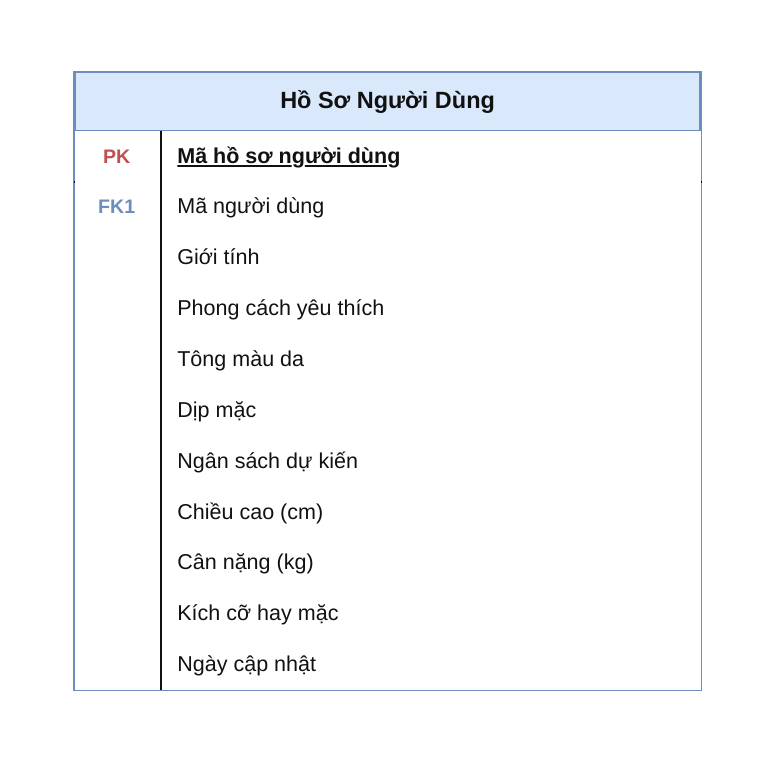 Hồ Sơ Người Dùng
PK Mã hồ sơ người dùng
FK1 Mã người dùng
Giới tính
Phong cách yêu thích
Tông màu da
Dịp mặc
Ngân sách dự kiến
Chiều cao (cm)
Cân nặng (kg)
Kích cỡ hay mặc
Ngày cập nhật